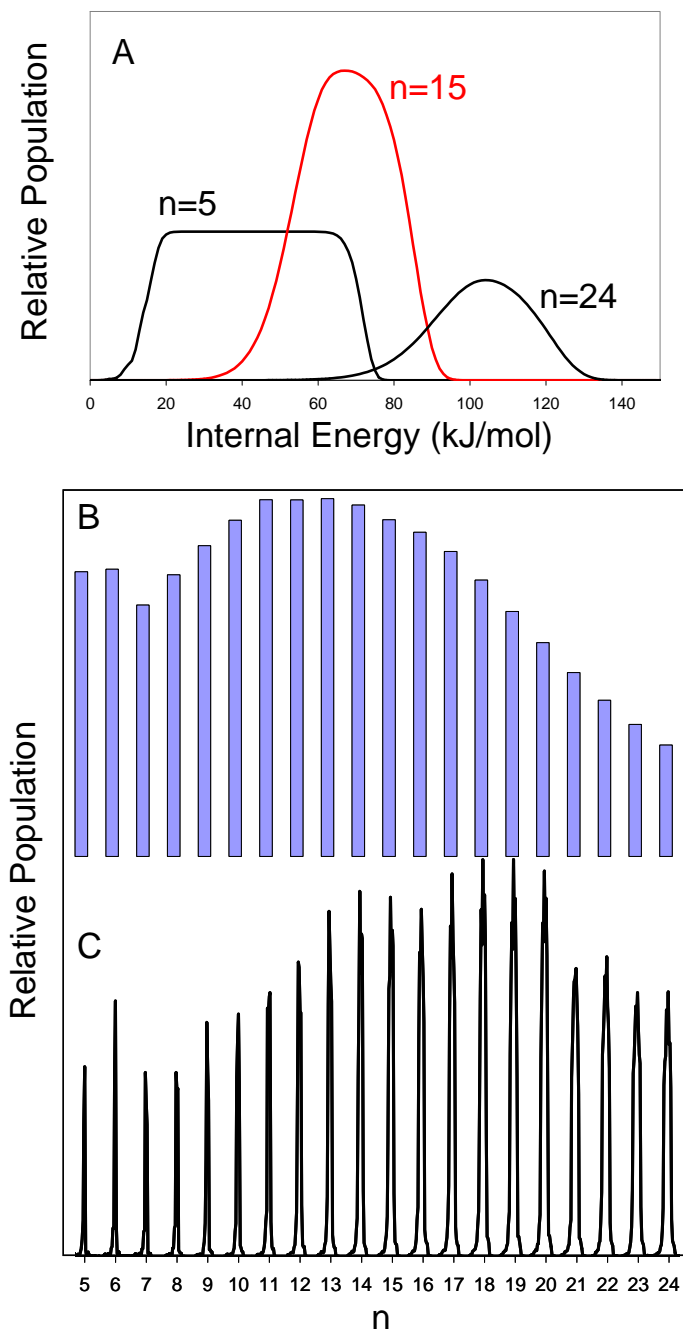 A
n=15
n=5
n=24
Relative Population
0 20 40 60 80 100 120 140
Internal Energy (kJ/mol)
B
C
Relative Population
5 6 7 8 9 10 11 12 13 14 15 16 17 18 19 20 21 22 23 24
n